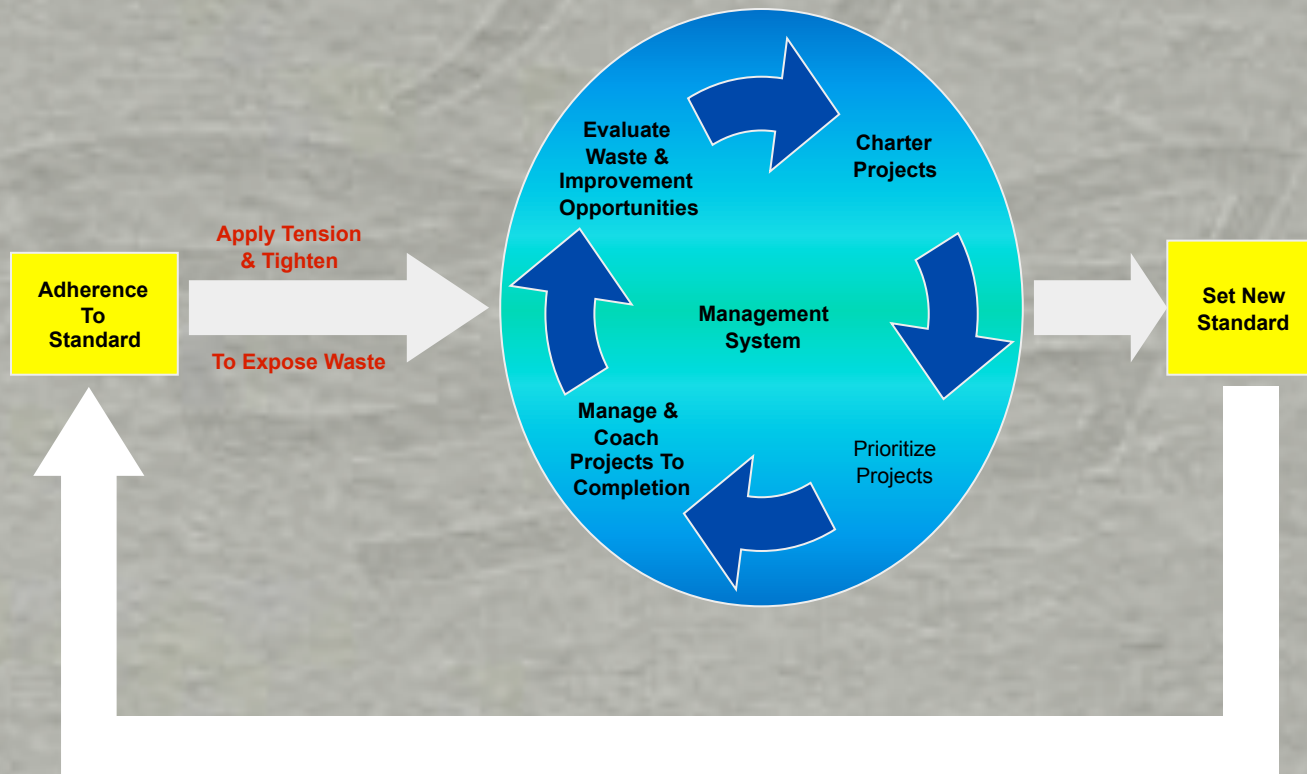 Adherence
To
Standard
Apply Tension
& Tighten
To Expose Waste
Evaluate
Waste &
Improvement
Opportunities
Charter
Projects
Management
System
Manage &
Coach
Projects To
Completion
Prioritize
Projects
Set New
Standard